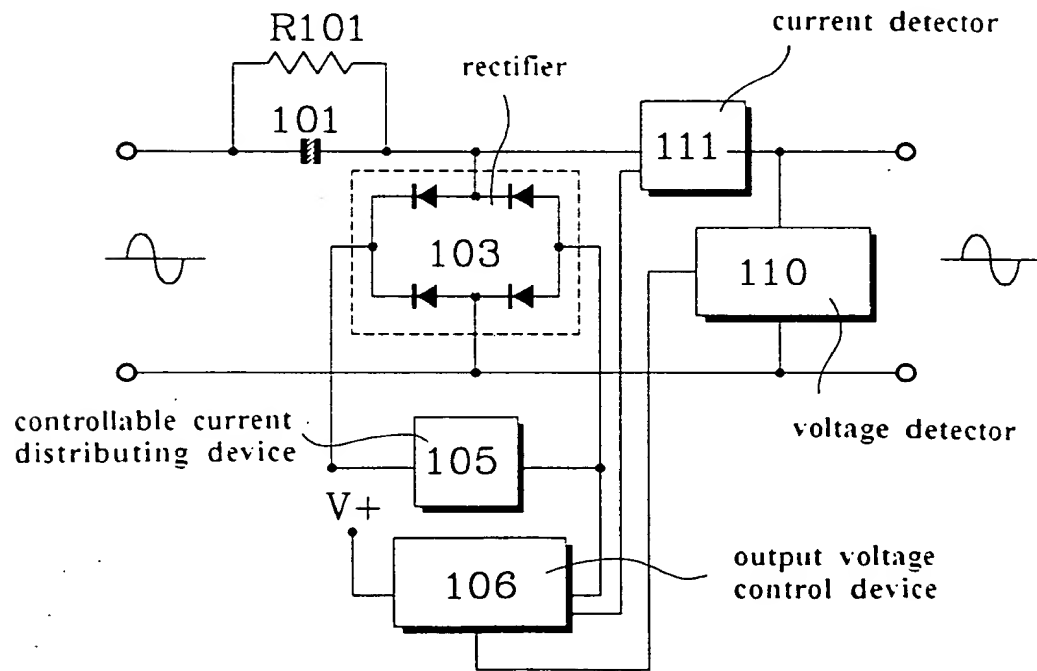 current detector
R101
rectifier
101
111
103
110
controllable current
distributing device
105
voltage detector
V+
106
output voltage
control device